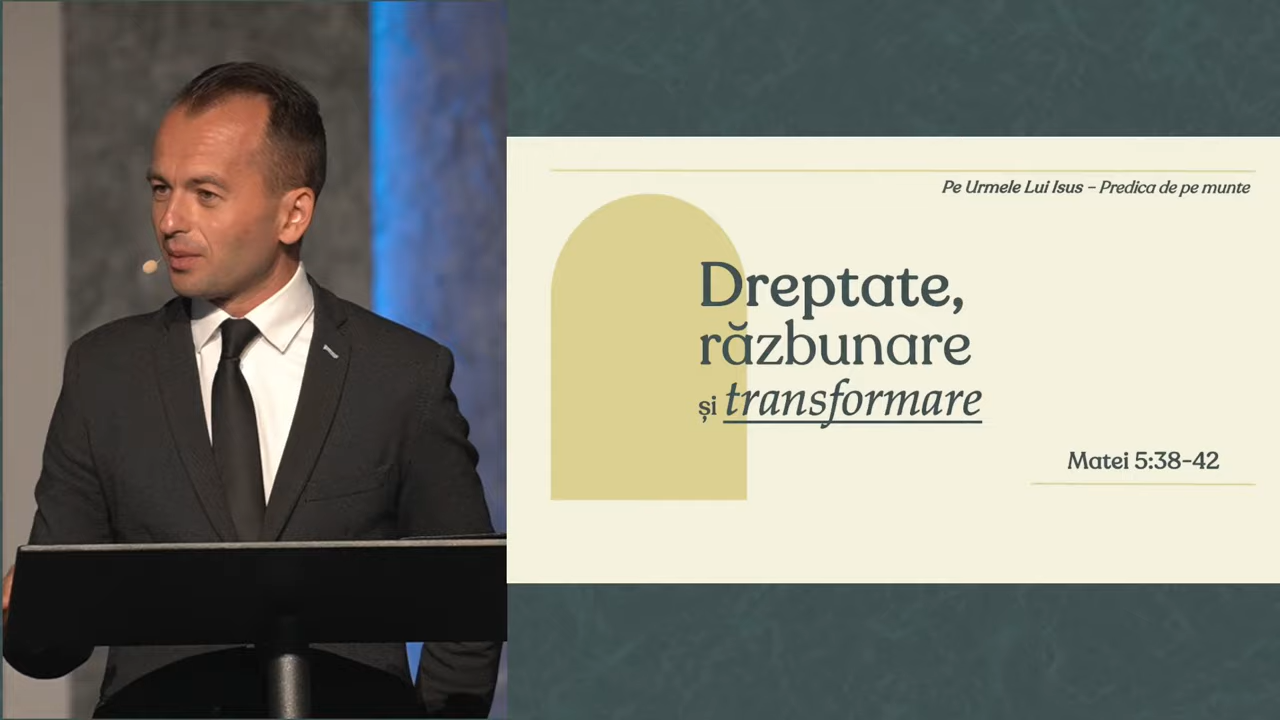 Pe Urmele Lui Isus – Predica de pe munte
Dreptate,
răzbunare
și transformare
Matei 5:38-42